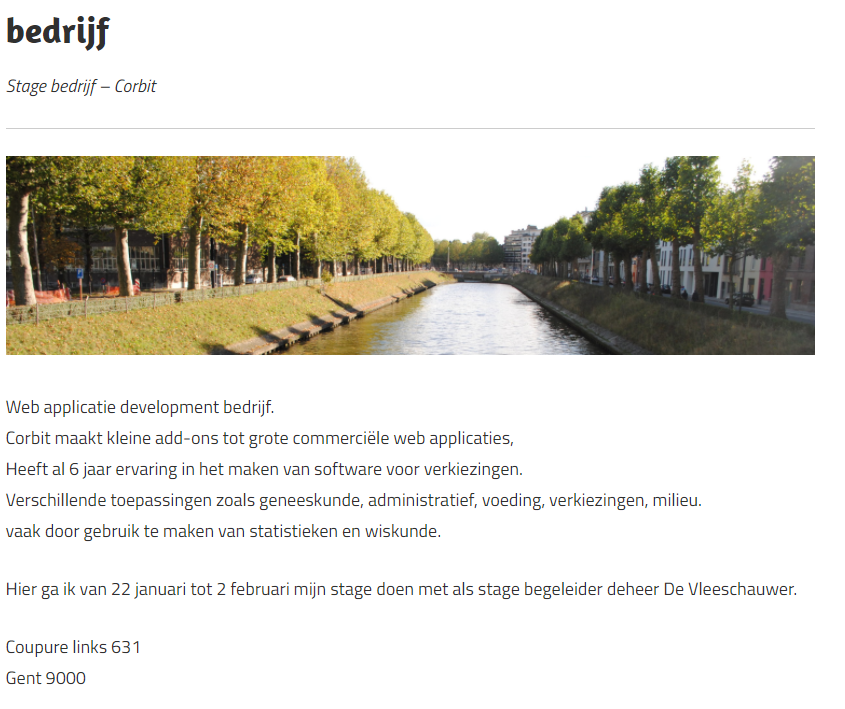 bedrijf
Stage bedrijf – Corbit
Web applicatie development bedrijf.
Corbit maakt kleine add-ons tot grote commerciële web applicaties,
Heeft al 6 jaar ervaring in het maken van software voor verkiezingen.
Verschillende toepassingen zoals geneeskunde, administratief, voeding, verkiezingen, milieu.
vaak door gebruik te maken van statistieken en wiskunde.
Hier ga ik van 22 januari tot 2 februari mijn stage doen met als stage begeleider deheer De Vleeschauwer.
Coupure links 631
Gent 9000